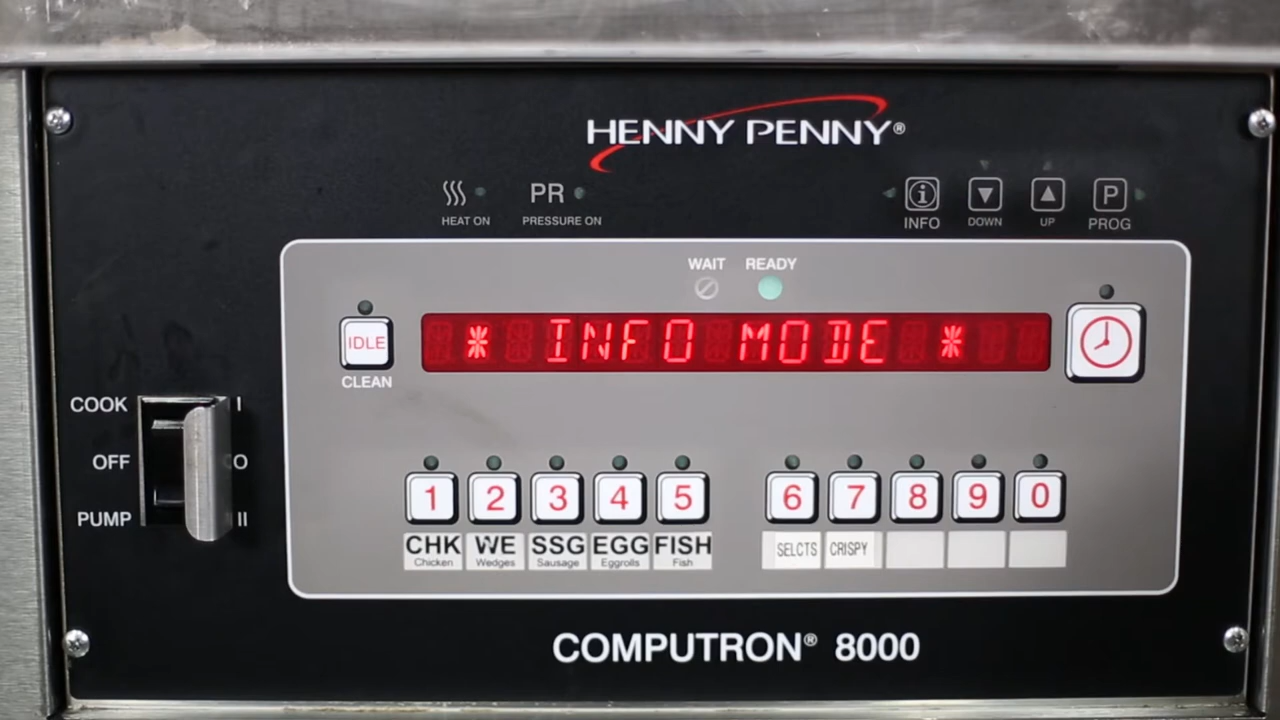 HENNY PENNY®
PR
HEAT ON
PRESSURE ON
P
INFO
DOWN
UP
PROG
WAIT
READY
IDLE
* INFO MODE *
CLEAN
COOK
I
OFF
O
PUMP
II
1 2 3 4 5 6 7 8 9 0
CHK WE SSG EGG FISH SELCTS CRISPY
Chicken Wedges Sausage Eggrolls Fish
COMPUTRON® 8000